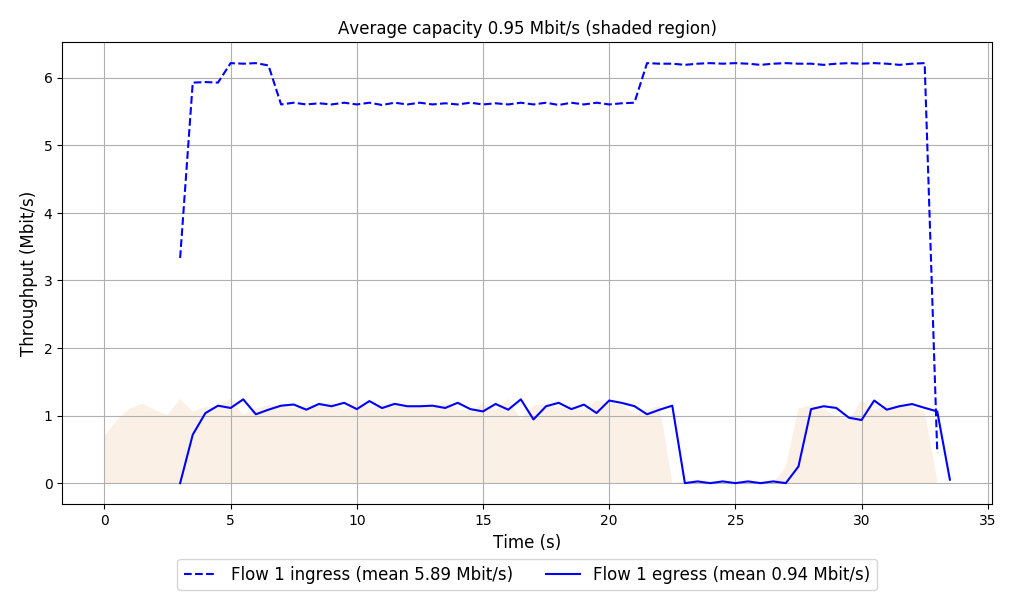 Average capacity 0.95 Mbit/s (shaded region)
Throughput (Mbit/s)
6
5
4
3
2
1
0
0 5 10 15 20 25 30 35
Time (s)
Flow 1 ingress (mean 5.89 Mbit/s) Flow 1 egress (mean 0.94 Mbit/s)